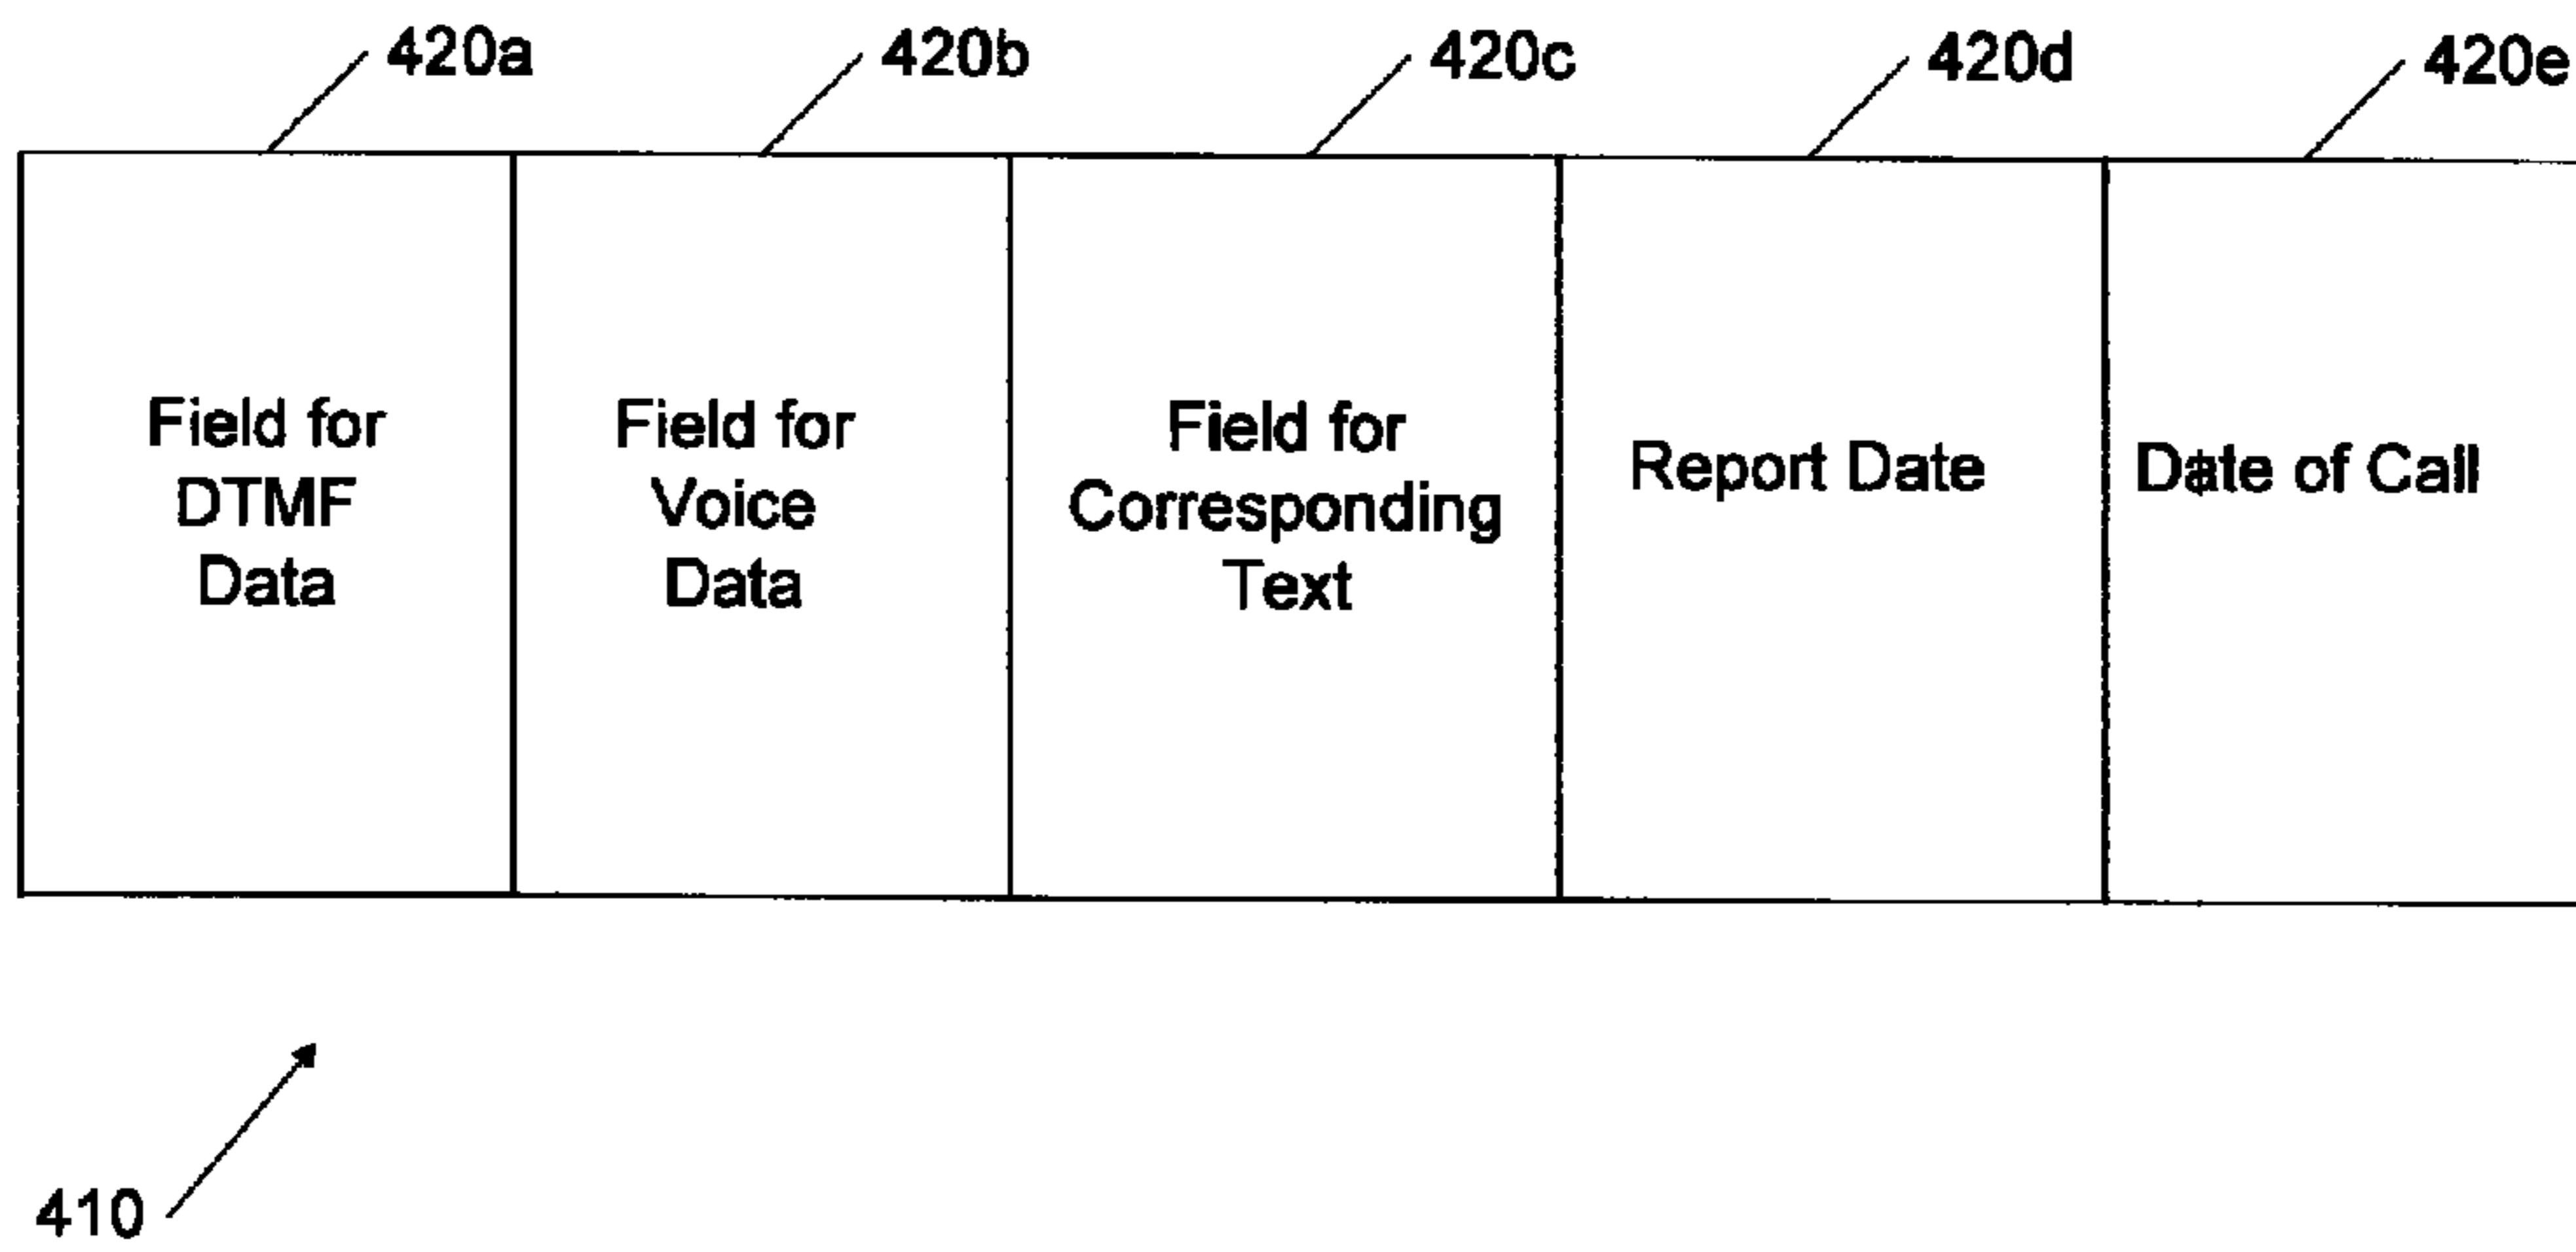 420a
420b
420c
420d
420e
Field for
DTMF
Data
Field for
Voice
Data
Field for
Corresponding
Text
Report Date
Date of Call
410